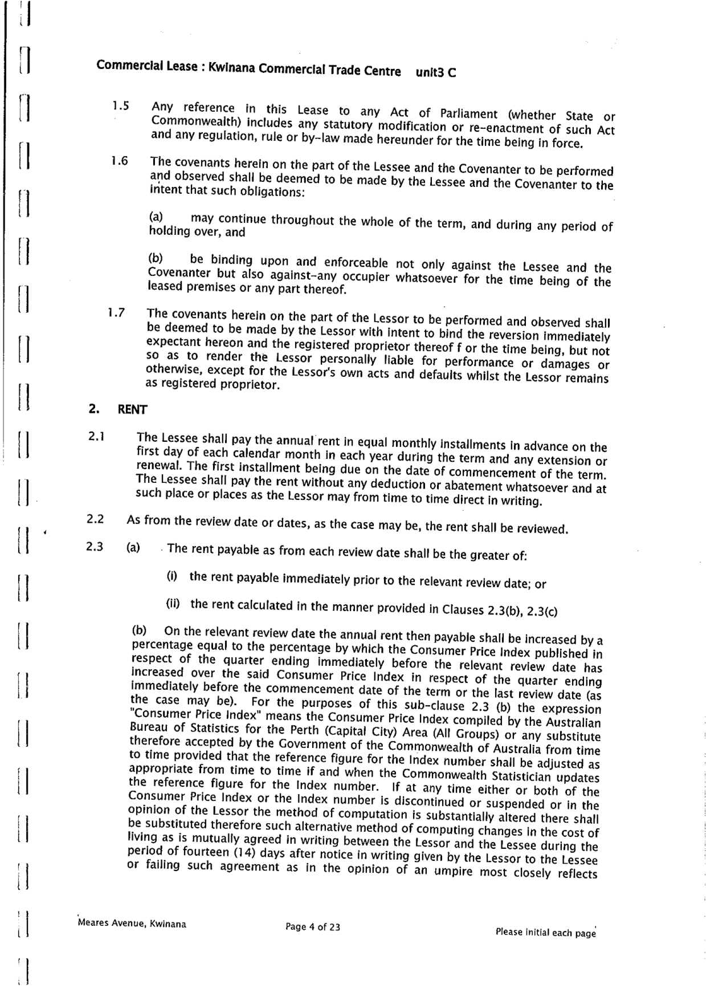 Commercial Lease : Kwinana Commercial Trade Centre unit3 C
1.5 Any reference in this Lease to any Act of Parliament (whether State or
Commonwealth) includes any statutory modification or re-enactment of such Act
and any regulation, rule or by-law made hereunder for the time being in force.
1.6 The covenants herein on the part of the Lessee and the Covenanter to be performed
and observed shall be deemed to be made by the Lessee and the Covenanter to the
intent that such obligations:
(a) may continue throughout the whole of the term, and during any period of
holding over, and
(b) be binding upon and enforceable not only against the Lessee and the
Covenanter but also against-any occupier whatsoever for the time being of the
leased premises or any part thereof.
1.7 The covenants herein on the part of the Lessor to be performed and observed shall
be deemed to be made by the Lessor with intent to bind the reversion immediately
expectant hereon and the registered proprietor thereof f or the time being, but not
so as to render the Lessor personally liable for performance or damages or
otherwise, except for the Lessor's own acts and defaults whilst the Lessor remains
as registered proprietor.
2. RENT
2.1 The Lessee shall pay the annual rent in equal monthly installments in advance on the
first day of each calendar month in each year during the term and any extension or
renewal. The first installment being due on the date of commencement of the term.
The Lessee shall pay the rent without any deduction or abatement whatsoever and at
such place or places as the Lessor may from time to time direct in writing.
2.2 As from the review date or dates, as the case may be, the rent shall be reviewed.
2.3 (a) The rent payable as from each review date shall be the greater of:
(i) the rent payable immediately prior to the relevant review date; or
(ii) the rent calculated in the manner provided in Clauses 2.3(b), 2.3(c)
(b) On the relevant review date the annual rent then payable shall be increased by a
percentage equal to the percentage by which the Consumer Price Index published in
respect of the quarter ending immediately before the relevant review date has
increased over the said Consumer Price Index in respect of the quarter ending
immediately before the commencement date of the term or the last review date (as
the case may be). For the purposes of this sub-clause 2.3 (b) the expression
"Consumer Price Index" means the Consumer Price Index compiled by the Australian
Bureau of Statistics for the Perth (Capital City) Area (All Groups) or any substitute
therefore accepted by the Government of the Commonwealth of Australia from time
to time provided that the reference figure for the Index number shall be adjusted as
appropriate from time to time if and when the Commonwealth Statistician updates
the reference figure for the Index number. If at any time either or both of the
Consumer Price Index or the Index number is discontinued or suspended or in the
opinion of the Lessor the method of computation is substantially altered there shall
be substituted therefore such alternative method of computing changes in the cost of
living as is mutually agreed in writing between the Lessor and the Lessee during the
period of fourteen (14) days after notice in writing given by the Lessor to the Lessee
or failing such agreement as in the opinion of an umpire most closely reflects
Meares Avenue, Kwinana Page 4 of 23 Please initial each page